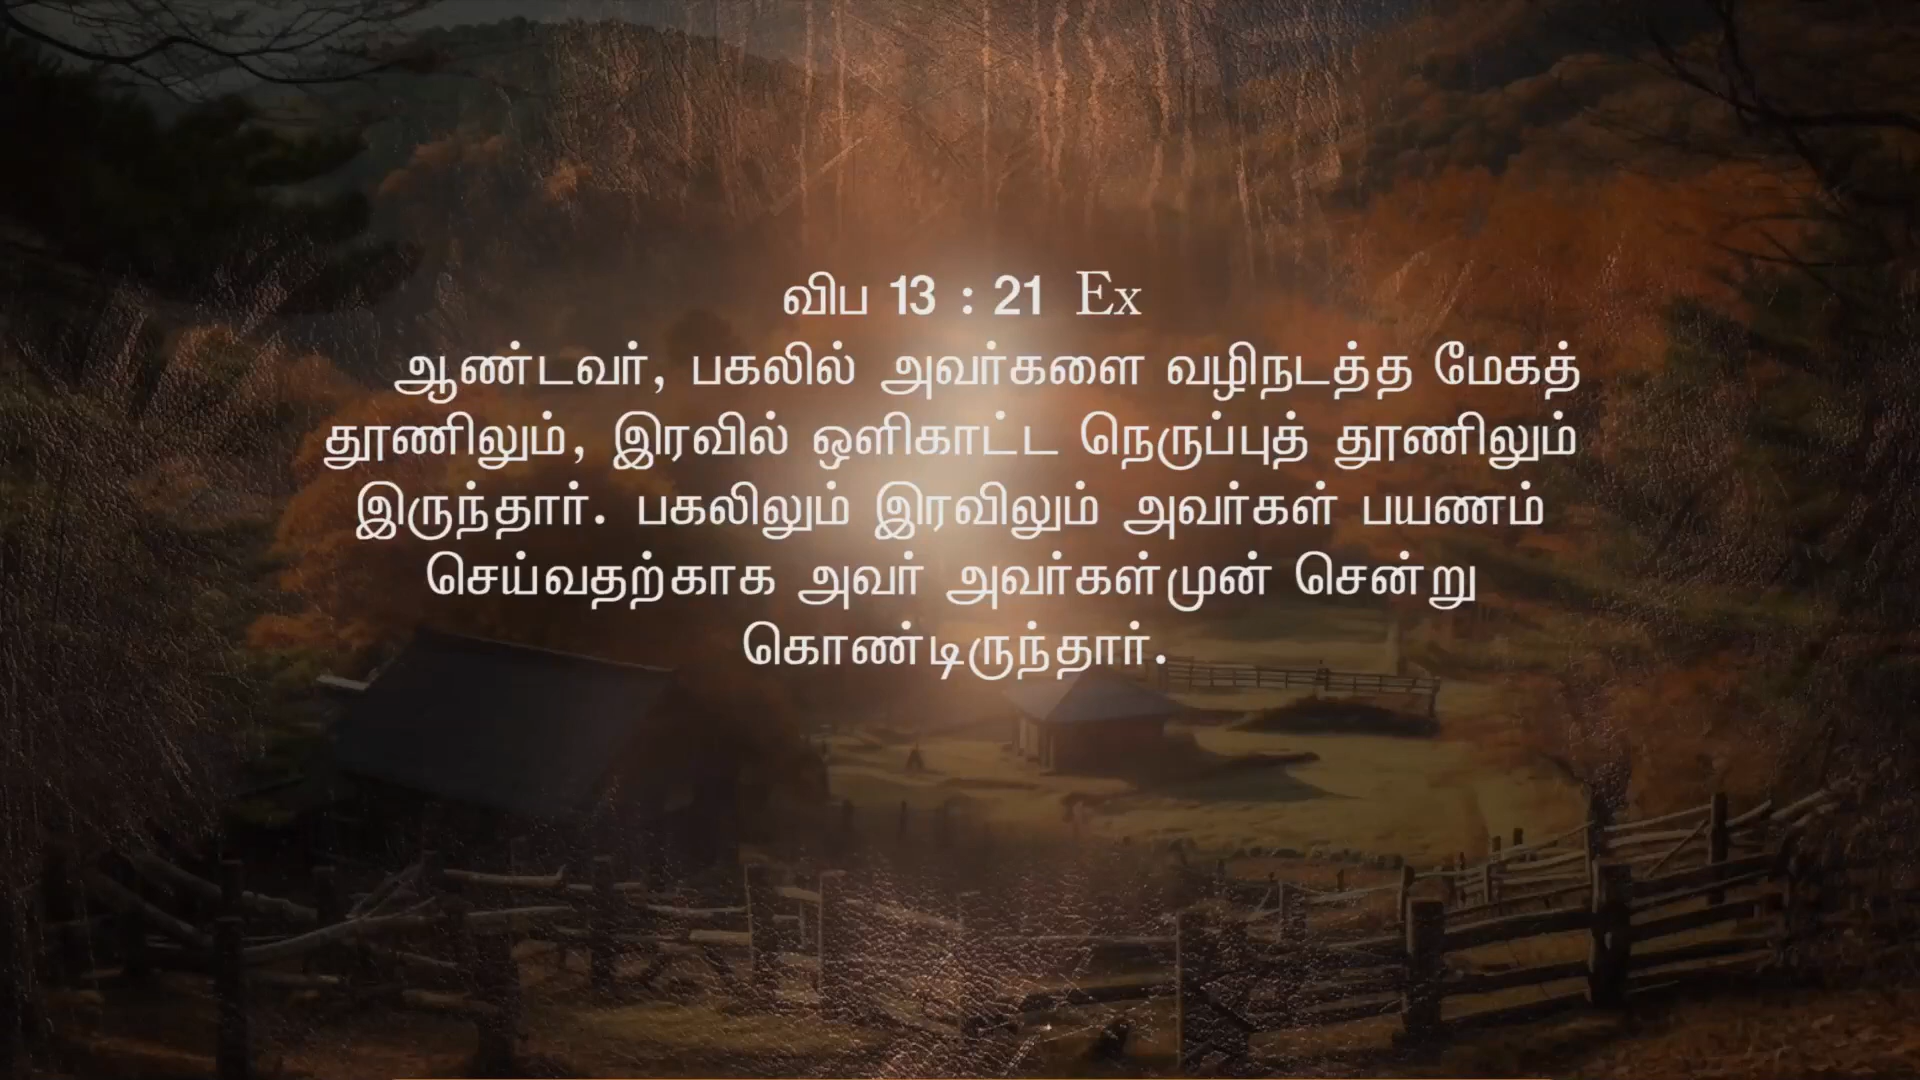 விப 13 : 21 Ex
ஆண்டவர், பகலில் அவர்களை வழிநடத்த மேகத்
தூணிலும், இரவில் ஒளிகாட்ட நெருப்புத் தூணிலும்
இருந்தார். பகலிலும் இரவிலும் அவர்கள் பயணம்
செய்வதற்காக அவர் அவர்கள்முன் சென்று
கொண்டிருந்தார்.